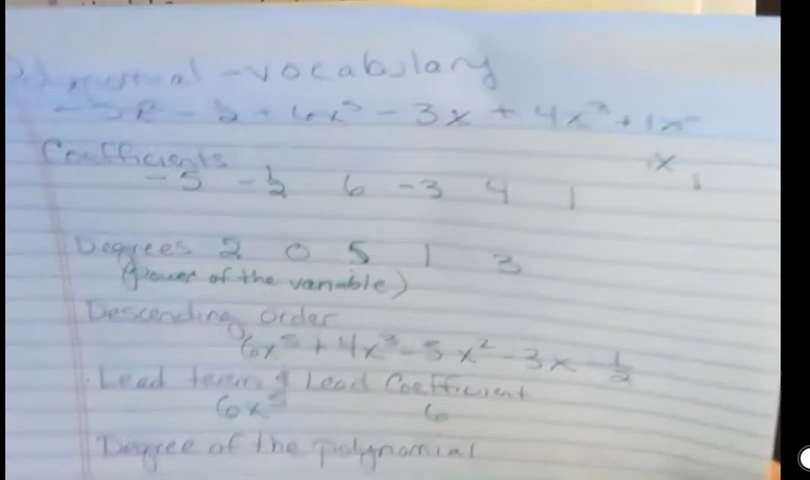 -vocabulary
- 1/2 + 6x⁵ - 3x + 4x³ + 1x
Coefficients
-5 -1/2 6 -3 4 1
x 1
Degrees 2 0 5 1 3
(power of the variable)
Descending order
6x⁵ + 4x³ - 5x² - 3x - 1/2
Lead term & Lead Coefficient
6x⁵ 6
Degree of the polynomial